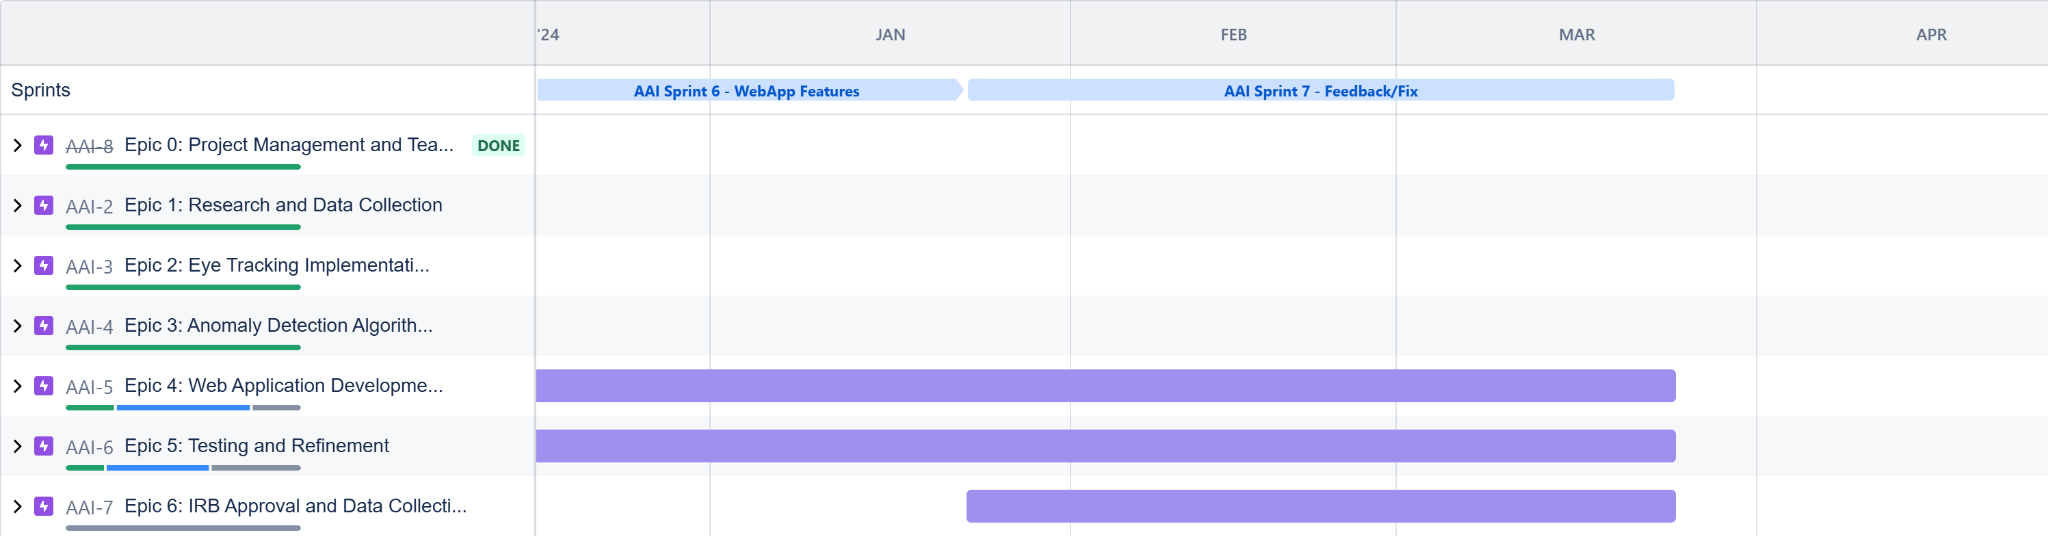 '24 JAN FEB MAR APR
Sprints AAI Sprint 6 - WebApp Features AAI Sprint 7 - Feedback/Fix
AAI-8 Epic 0: Project Management and Tea... DONE
AAI-2 Epic 1: Research and Data Collection
AAI-3 Epic 2: Eye Tracking Implementati...
AAI-4 Epic 3: Anomaly Detection Algorith...
AAI-5 Epic 4: Web Application Developme...
AAI-6 Epic 5: Testing and Refinement
AAI-7 Epic 6: IRB Approval and Data Collecti...